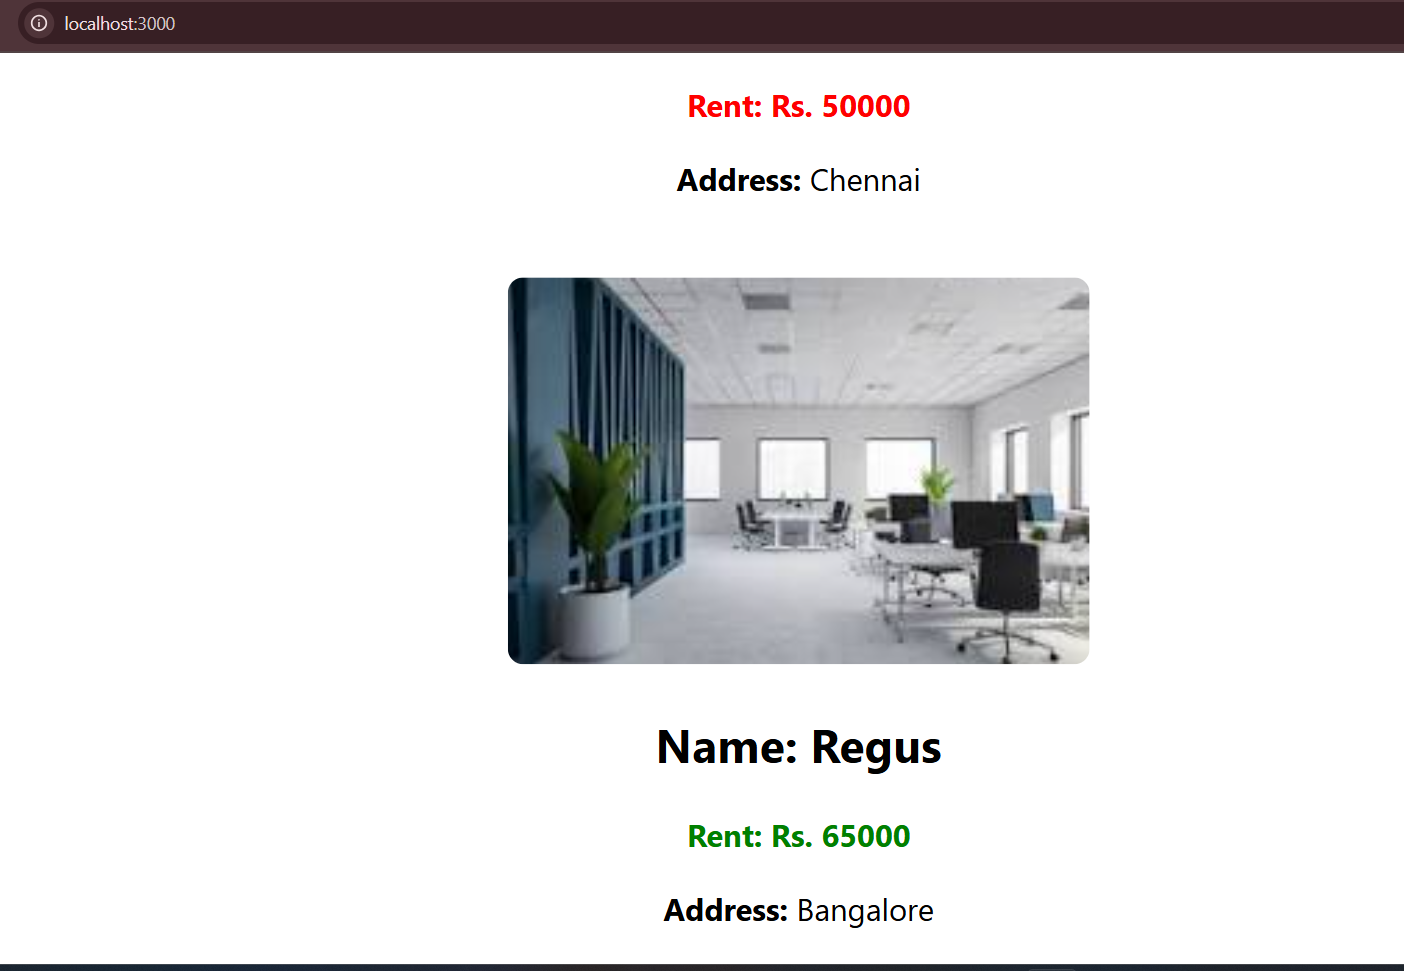 localhost:3000
Rent: Rs. 50000
Address: Chennai
Name: Regus
Rent: Rs. 65000
Address: Bangalore